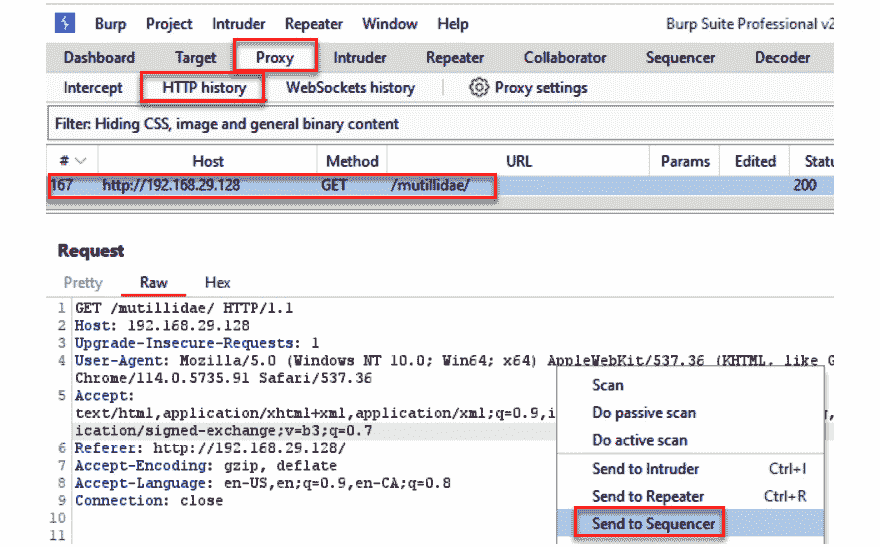 Burp Project Intruder Repeater Window Help Burp Suite Professional v2
Dashboard Target Proxy Intruder Repeater Collaborator Sequencer Decoder
Intercept HTTP history WebSockets history Proxy settings
Filter: Hiding CSS, image and general binary content
# Host Method URL Params Edited Statu
167 http://192.168.29.128 GET /mutillidae/ 200
Request
Pretty Raw Hex
1 GET /mutillidae/ HTTP/1.1
2 Host: 192.168.29.128
3 Upgrade-Insecure-Requests: 1
4 User-Agent: Mozilla/5.0 (Windows NT 10.0; Win64; x64) AppleWebKit/537.36 (KHTML, like G
Chrome/114.0.5735.91 Safari/537.36
5 Accept:
text/html,application/xhtml+xml,application/xml;q=0.9,i
ication/signed-exchange;v=b3;q=0.7
6 Referer: http://192.168.29.128/
7 Accept-Encoding: gzip, deflate
8 Accept-Language: en-US,en;q=0.9,en-CA;q=0.8
9 Connection: close
10
11
Scan
Do passive scan
Do active scan
Send to Intruder Ctrl+I
Send to Repeater Ctrl+R
Send to Sequencer